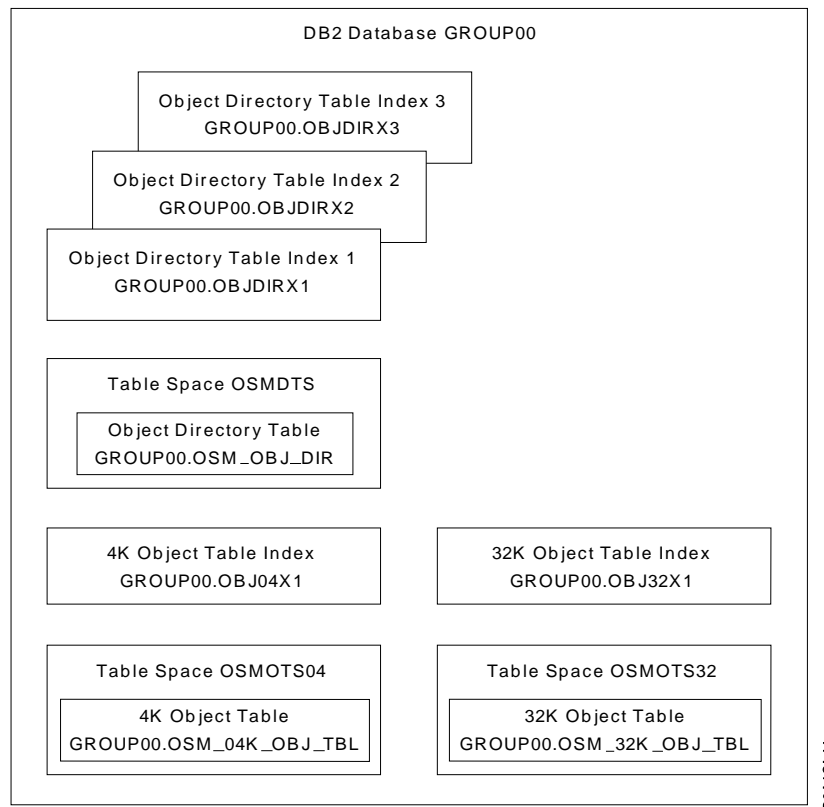 DB2 Database GROUP00
Object Directory Table Index 3
GROUP00.OBJDIRX3
Object Directory Table Index 2
GROUP00.OBJDIRX2
Object Directory Table Index 1
GROUP00.OBJDIRX1
Table Space OSMDTS
Object Directory Table
GROUP00.OSM_OBJ_DIR
4K Object Table Index
GROUP00.OBJ04X1
32K Object Table Index
GROUP00.OBJ32X1
Table Space OSMOTS04
4K Object Table
GROUP00.OSM_04K_OBJ_TBL
Table Space OSMOTS32
32K Object Table
GROUP00.OSM_32K_OBJ_TBL